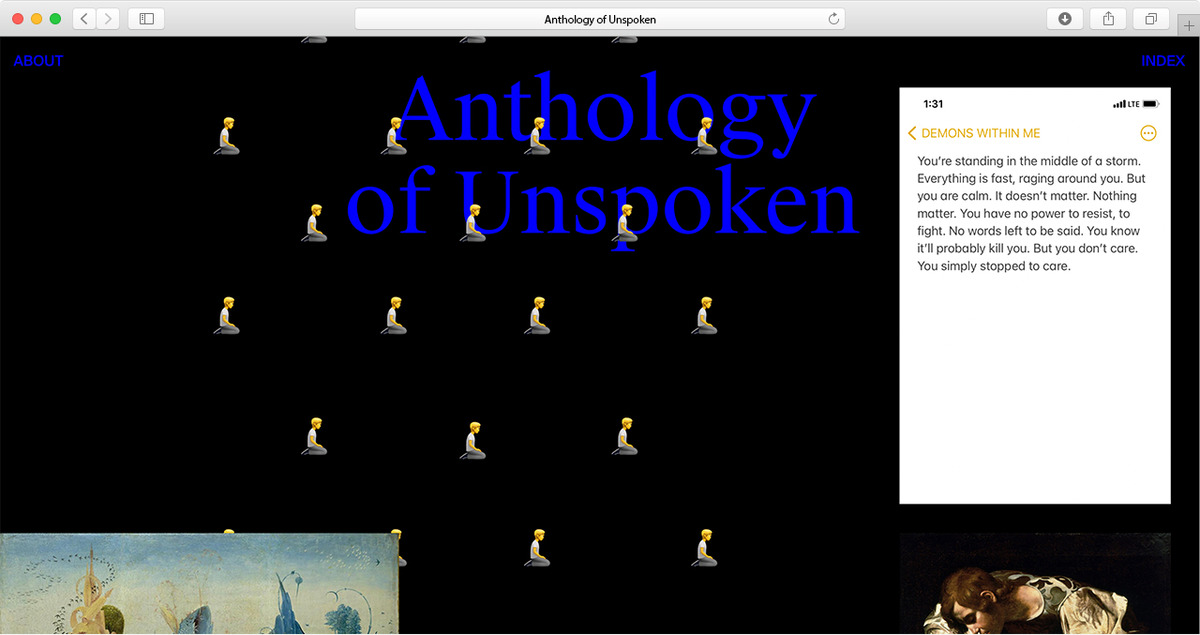 Anthology of Unspoken
ABOUT
INDEX
Anthology
of Unspoken
1:31
LTE
DEMONS WITHIN ME
You’re standing in the middle of a storm.
Everything is fast, raging around you. But
you are calm. It doesn’t matter. Nothing
matter. You have no power to resist, to
fight. No words left to be said. You know
it’ll probably kill you. But you don’t care.
You simply stopped to care.